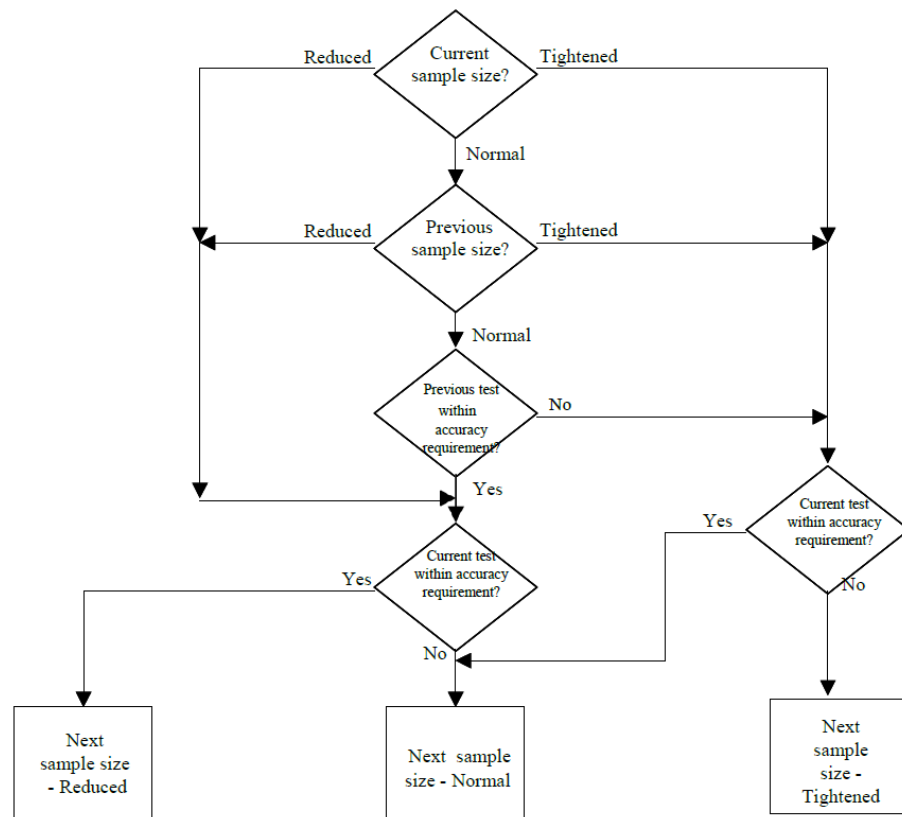 Reduced
Current
sample size?
Tightened
Normal
Reduced
Previous
sample size?
Tightened
Normal
Previous test
within
accuracy
requirement?
No
Yes
Yes
Current test
within accuracy
requirement?
No
Yes
Current test
within accuracy
requirement?
No
Next
sample size
- Reduced
Next sample
size - Normal
Next
sample
size -
Tightened